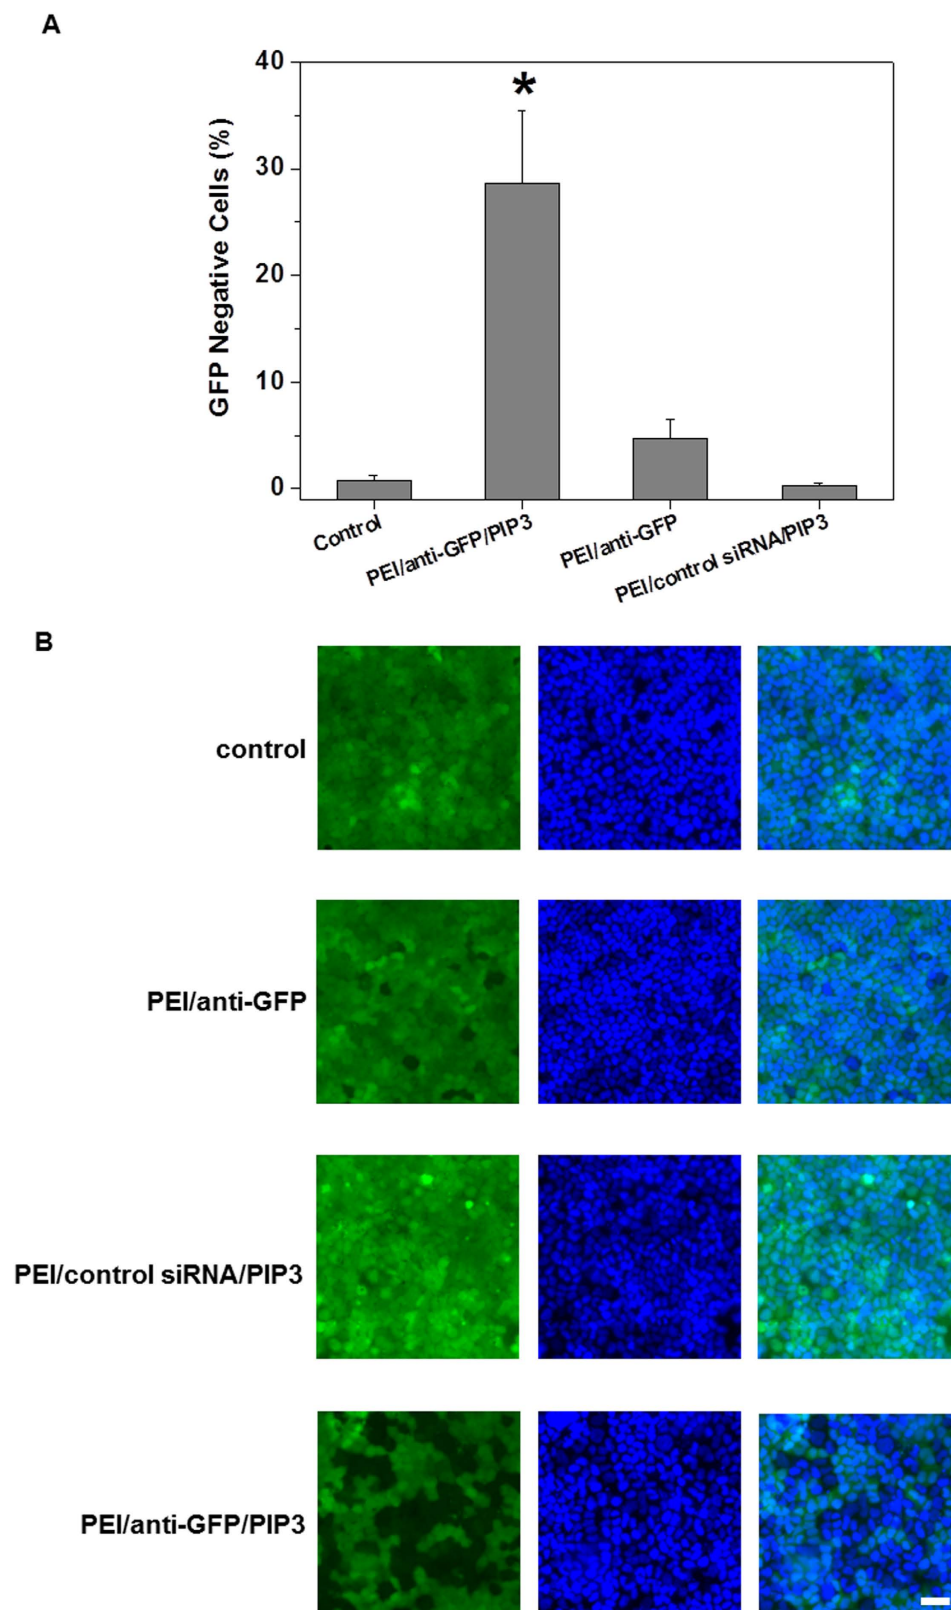 A
40
*
30
20
10
0
GFP Negative Cells (%)
Control
PEI/anti-GFP/PIP3
PEI/anti-GFP
PEI/control siRNA/PIP3
B
control
PEI/anti-GFP
PEI/control siRNA/PIP3
PEI/anti-GFP/PIP3